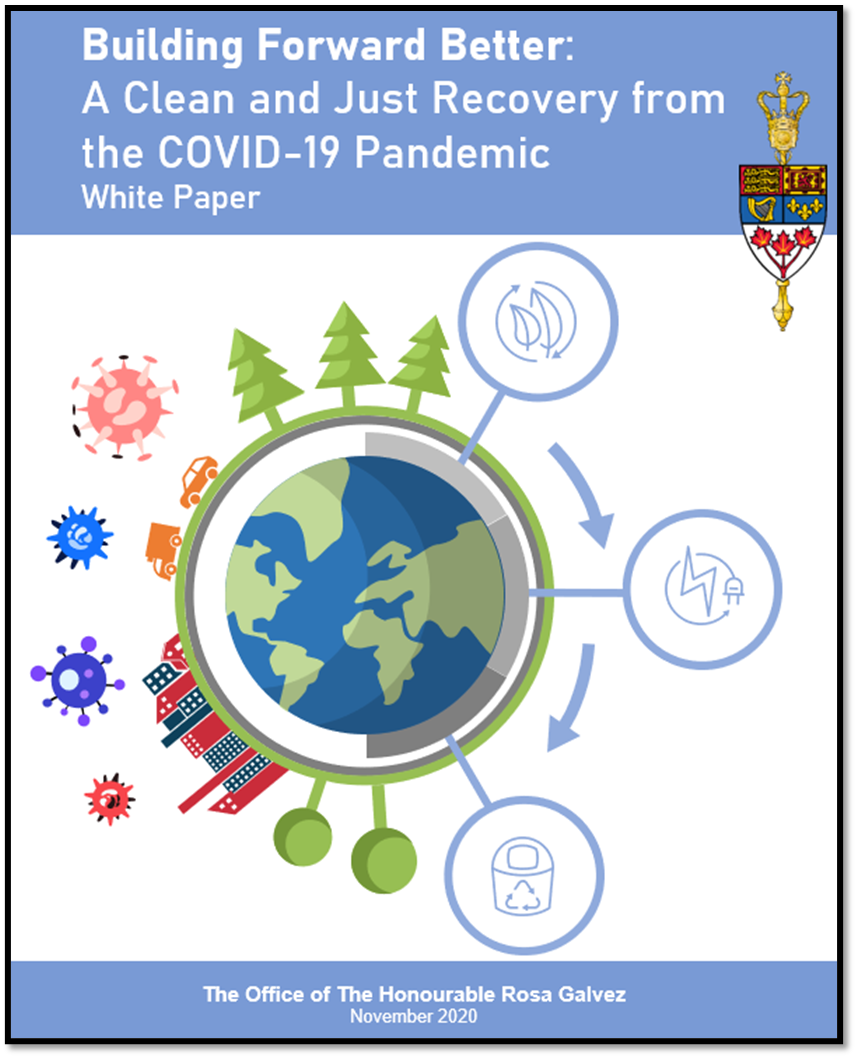 Building Forward Better:
A Clean and Just Recovery from
the COVID-19 Pandemic
White Paper
The Office of The Honourable Rosa Galvez
November 2020